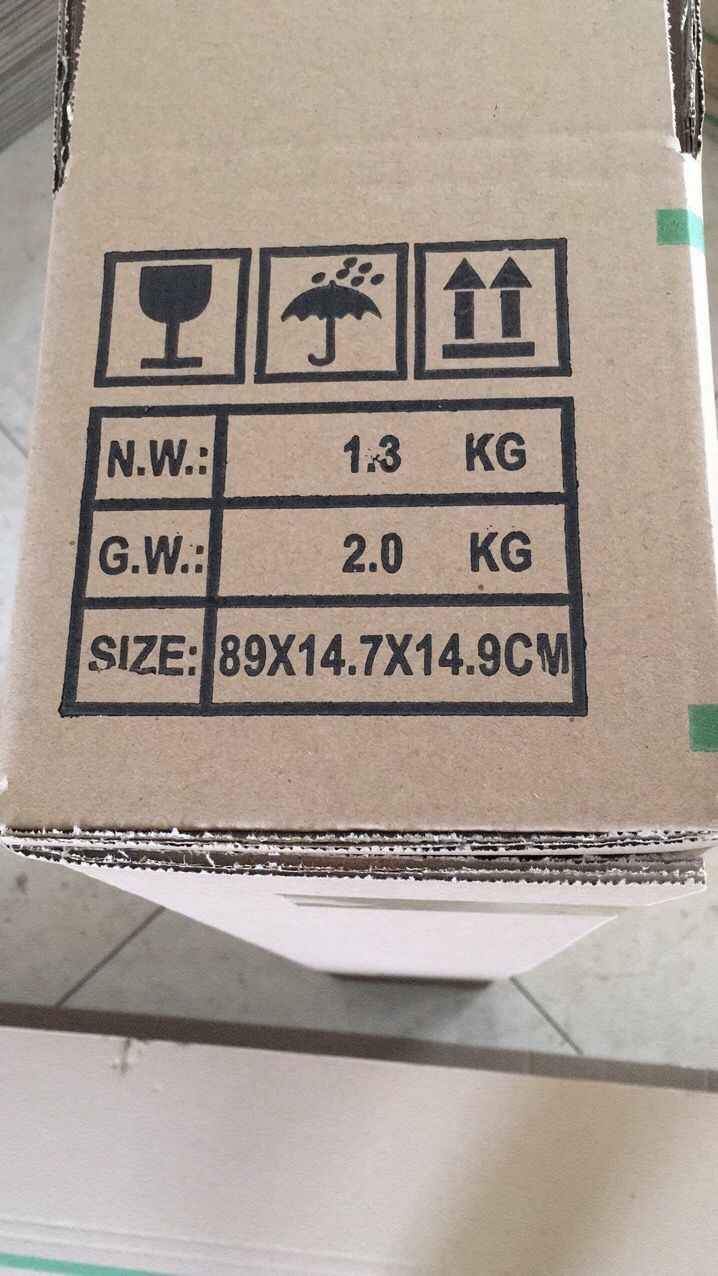 N.W.: 1.3 KG
G.W.: 2.0 KG
SIZE: 89X14.7X14.9CM